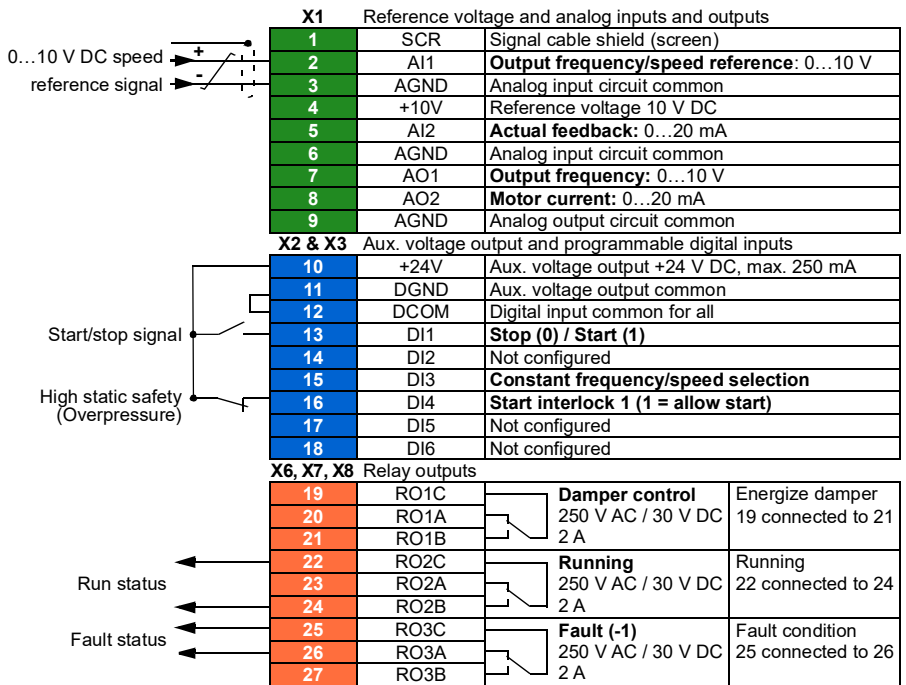 X1 Reference voltage and analog inputs and outputs
1 SCR Signal cable shield (screen)
0…10 V DC speed + 2 AI1 Output frequency/speed reference: 0…10 V
reference signal - 3 AGND Analog input circuit common
4 +10V Reference voltage 10 V DC
5 AI2 Actual feedback: 0…20 mA
6 AGND Analog input circuit common
7 AO1 Output frequency: 0…10 V
8 AO2 Motor current: 0…20 mA
9 AGND Analog output circuit common
X2 & X3 Aux. voltage output and programmable digital inputs
10 +24V Aux. voltage output +24 V DC, max. 250 mA
11 DGND Aux. voltage output common
12 DCOM Digital input common for all
Start/stop signal 13 DI1 Stop (0) / Start (1)
14 DI2 Not configured
15 DI3 Constant frequency/speed selection
High static safety 16 DI4 Start interlock 1 (1 = allow start)
(Overpressure)
17 DI5 Not configured
18 DI6 Not configured
X6, X7, X8 Relay outputs
19 RO1C Damper control Energize damper
20 RO1A 250 V AC / 30 V DC 19 connected to 21
21 RO1B 2 A
22 RO2C Running Running
Run status 23 RO2A 250 V AC / 30 V DC 22 connected to 24
24 RO2B 2 A
25 RO3C Fault (-1) Fault condition
Fault status 26 RO3A 250 V AC / 30 V DC 25 connected to 26
27 RO3B 2 A